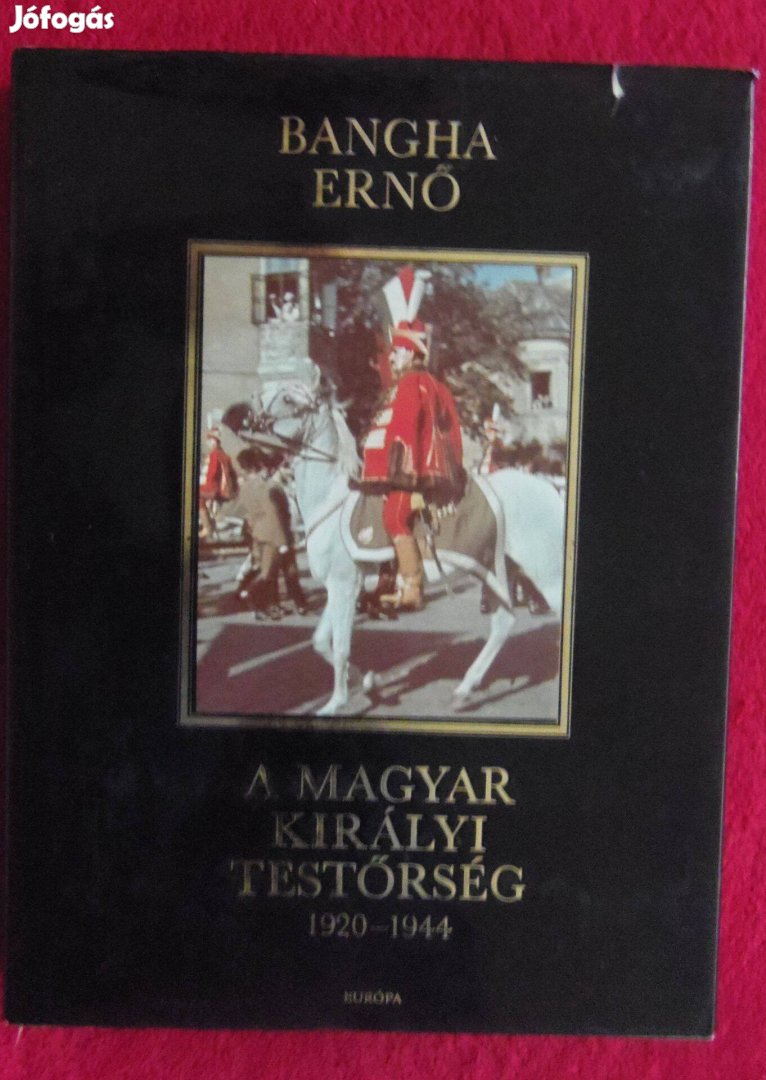 Jófogás
BANGHA
ERNŐ
A MAGYAR
KIRÁLYI
TESTŐRSÉG
1920–1944
EURÓPA